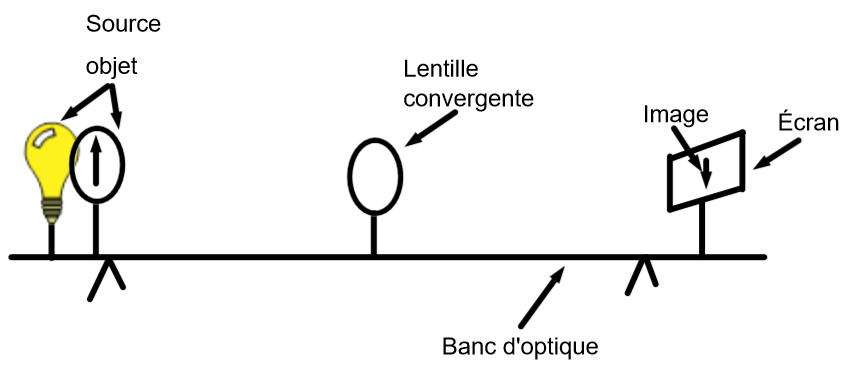 Source
objet
Lentille
convergente
Image
Écran
Banc d'optique